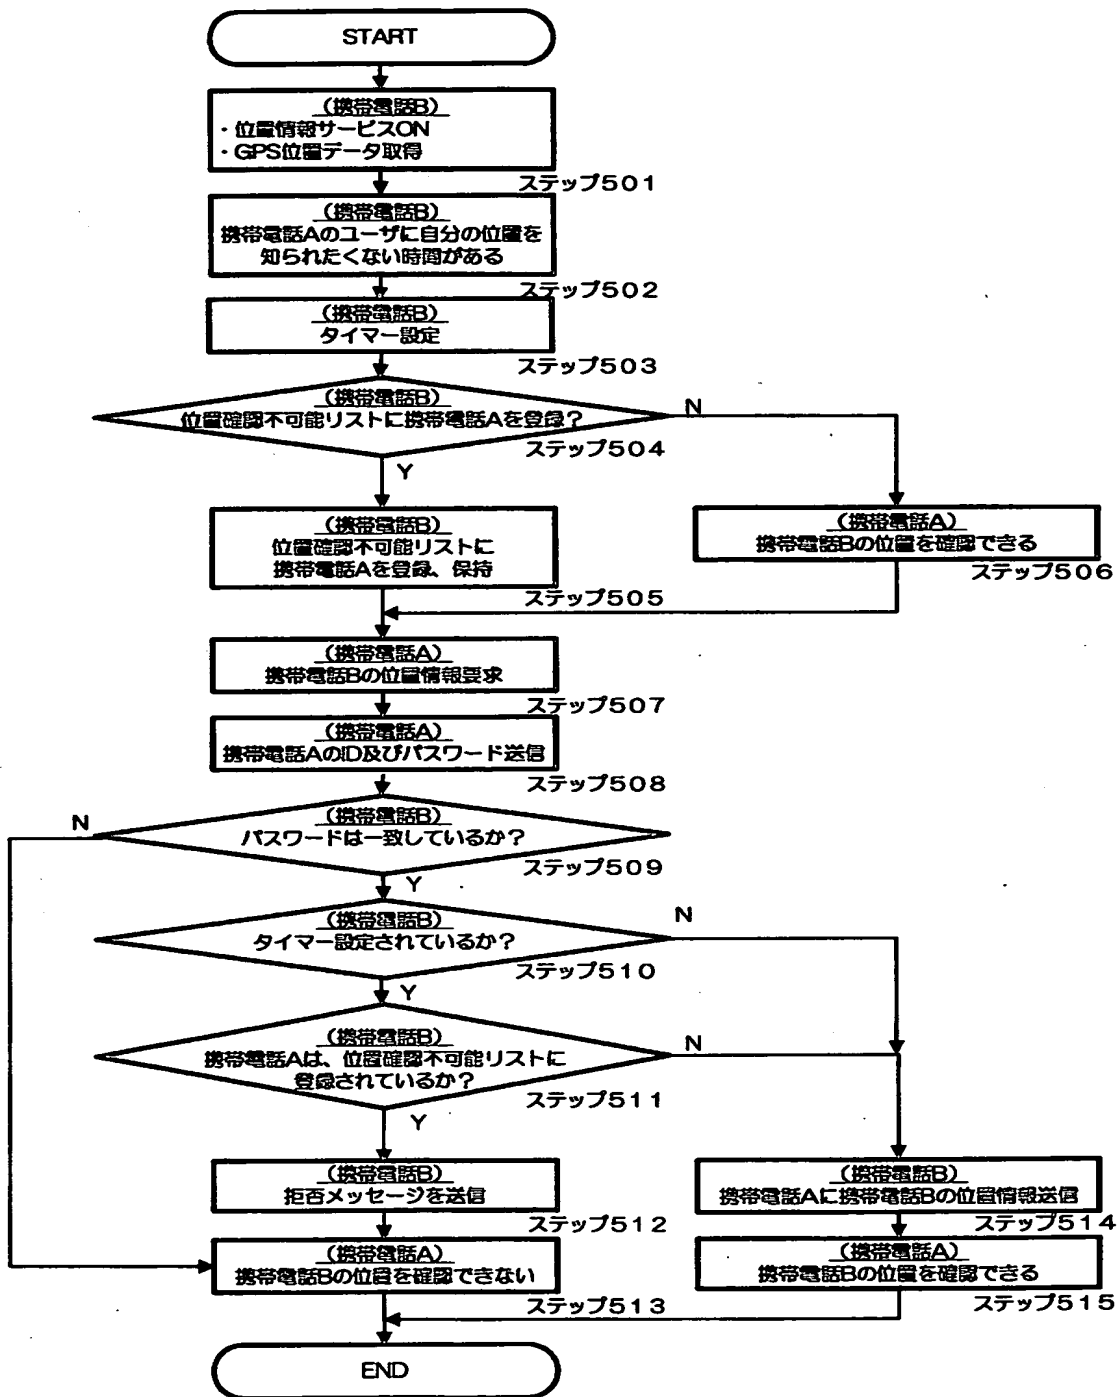 START
(携帯電話B)
・位置情報サービスON
・GPS位置データ取得
ステップ501
(携帯電話B)
携帯電話Aのユーザに自分の位置を
知られたくない時間がある
ステップ502
(携帯電話B)
タイマー設定
ステップ503
(携帯電話B)
位置確認不可能リストに携帯電話Aを登録?
N
ステップ504
Y
(携帯電話B)
位置確認不可能リストに
携帯電話Aを登録、保持
ステップ505
(携帯電話A)
携帯電話Bの位置を確認できる
ステップ506
(携帯電話A)
携帯電話Bの位置情報要求
ステップ507
(携帯電話A)
携帯電話AのID及びパスワード送信
ステップ508
N
(携帯電話B)
パスワードは一致しているか?
ステップ509
Y
(携帯電話B)
タイマー設定されているか?
N
ステップ510
Y
(携帯電話B)
携帯電話Aは、位置確認不可能リストに
登録されているか?
N
ステップ511
Y
(携帯電話B)
拒否メッセージを送信
ステップ512
(携帯電話B)
携帯電話Aに携帯電話Bの位置情報送信
ステップ514
(携帯電話A)
携帯電話Bの位置を確認できない
ステップ513
(携帯電話A)
携帯電話Bの位置を確認できる
ステップ515
END